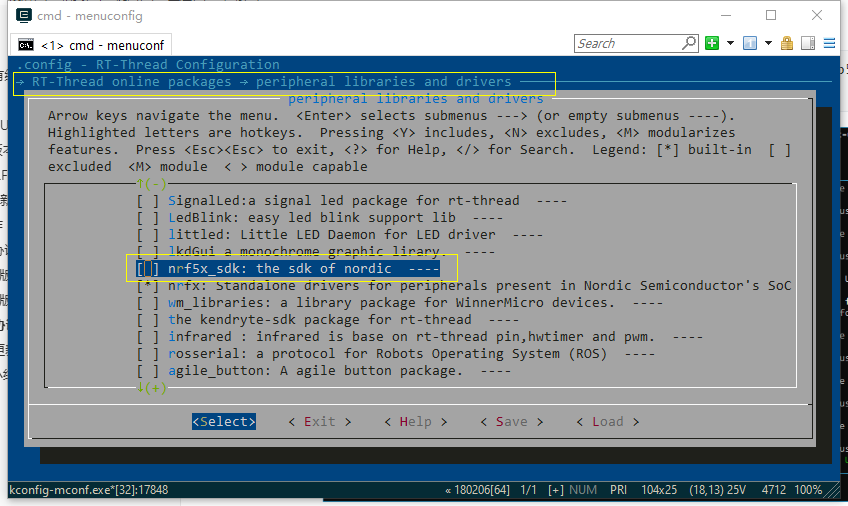 cmd - menuconfig
<1> cmd - menuconf
Search
.config - RT-Thread Configuration
→ RT-Thread online packages → peripheral libraries and drivers
peripheral libraries and drivers
Arrow keys navigate the menu. <Enter> selects submenus ---> (or empty submenus ----).
Highlighted letters are hotkeys. Pressing <Y> includes, <N> excludes, <M> modularizes
features. Press <Esc><Esc> to exit, <?> for Help, </> for Search. Legend: [*] built-in [ ]
excluded <M> module < > module capable
↑(-)
[ ] SignalLed:a signal led package for rt-thread ----
[ ] LedBlink: easy led blink support lib ----
[ ] littled: Little LED Daemon for LED driver ----
[ ] lkdGui a monochrome graphic lirary. ----
[ ] nrf5x_sdk: the sdk of nordic ----
[*] nrfx: Standalone drivers for peripherals present in Nordic Semiconductor's SoC
[ ] wm_libraries: a library package for WinnerMicro devices. ----
[ ] the kendryte-sdk package for rt-thread ----
[ ] infrared : infrared is base on rt-thread pin,hwtimer and pwm. ----
[ ] rosserial: a protocol for Robots Operating System (ROS) ----
[ ] agile_button: A agile button package. ----
↓(+)
<Select> < Exit > < Help > < Save > < Load >
kconfig-mconf.exe*[32]:17848 « 180206[64] 1/1 [+] NUM PRI 104x25 (18,13) 25V 4712 100%